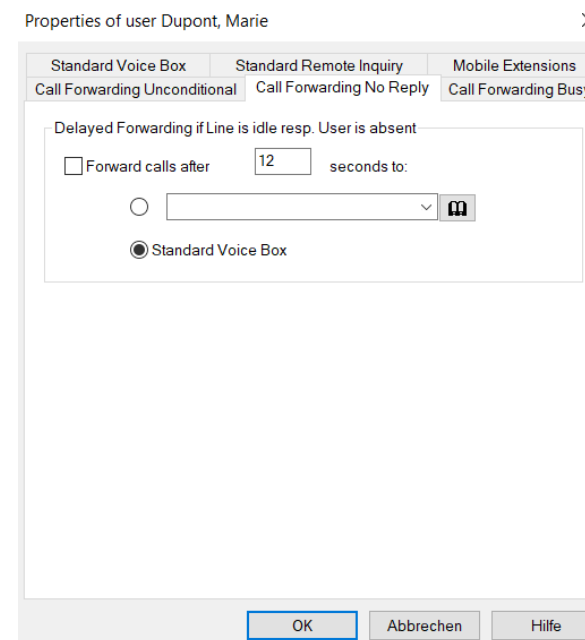 Properties of user Dupont, Marie
Standard Voice Box Standard Remote Inquiry Mobile Extensions
Call Forwarding Unconditional Call Forwarding No Reply Call Forwarding Busy
Delayed Forwarding if Line is idle resp. User is absent
Forward calls after 12 seconds to:
Standard Voice Box
OK Abbrechen Hilfe